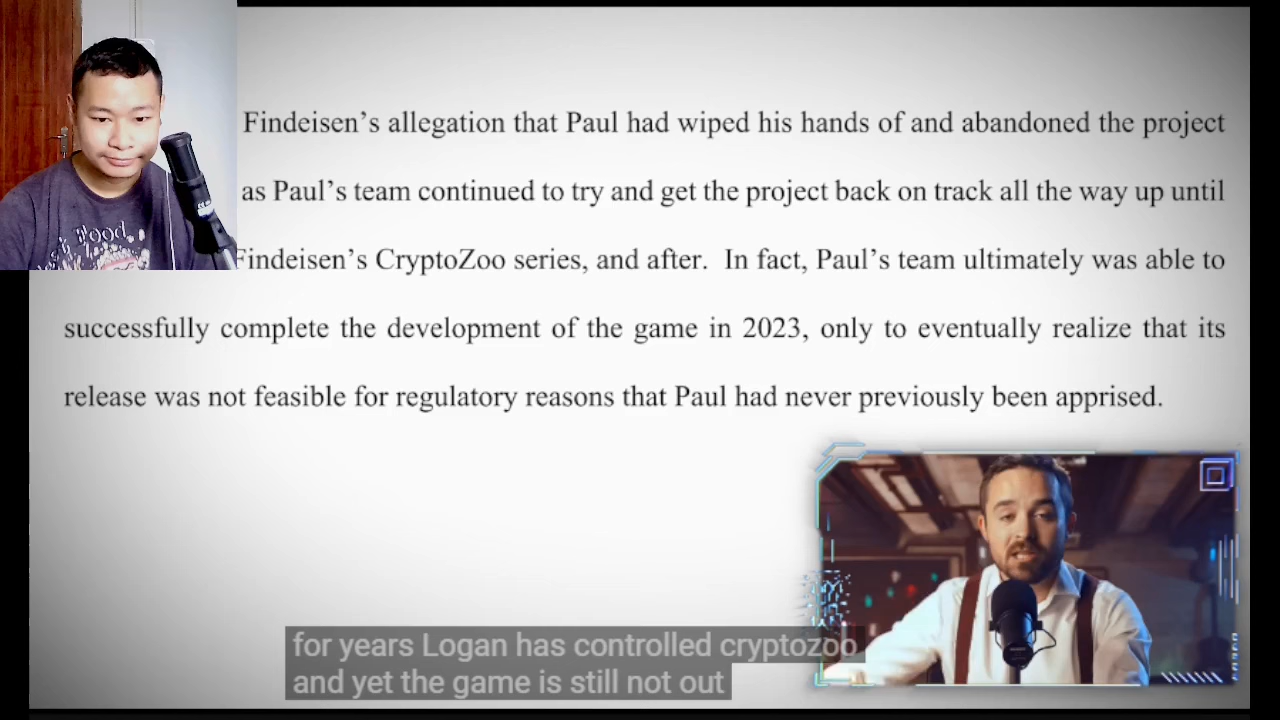 Findeisen’s allegation that Paul had wiped his hands of and abandoned the project
as Paul’s team continued to try and get the project back on track all the way up until
Findeisen’s CryptoZoo series, and after.  In fact, Paul’s team ultimately was able to
successfully complete the development of the game in 2023, only to eventually realize that its
release was not feasible for regulatory reasons that Paul had never previously been apprised.
for years Logan has controlled cryptozoo
and yet the game is still not out